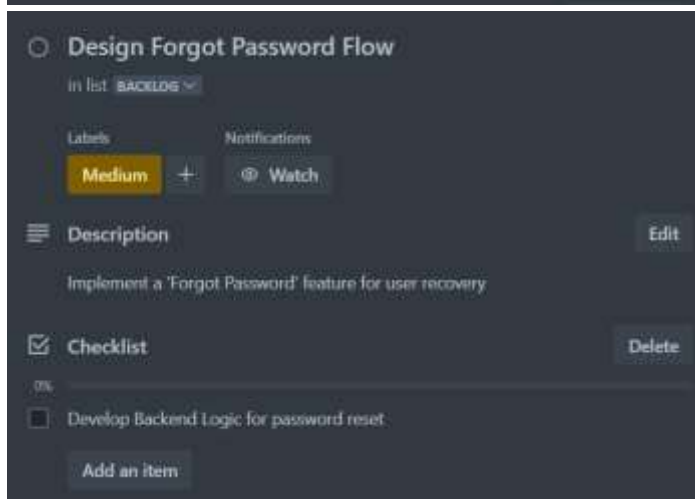 Design Forgot Password Flow
in list BACKLOG
Labels Notifications
Medium + Watch
Description Edit
Implement a 'Forgot Password' feature for user recovery
Checklist Delete
0%
Develop Backend Logic for password reset
Add an item